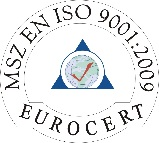 MSZ EN ISO 9001:2009
EUROCERT